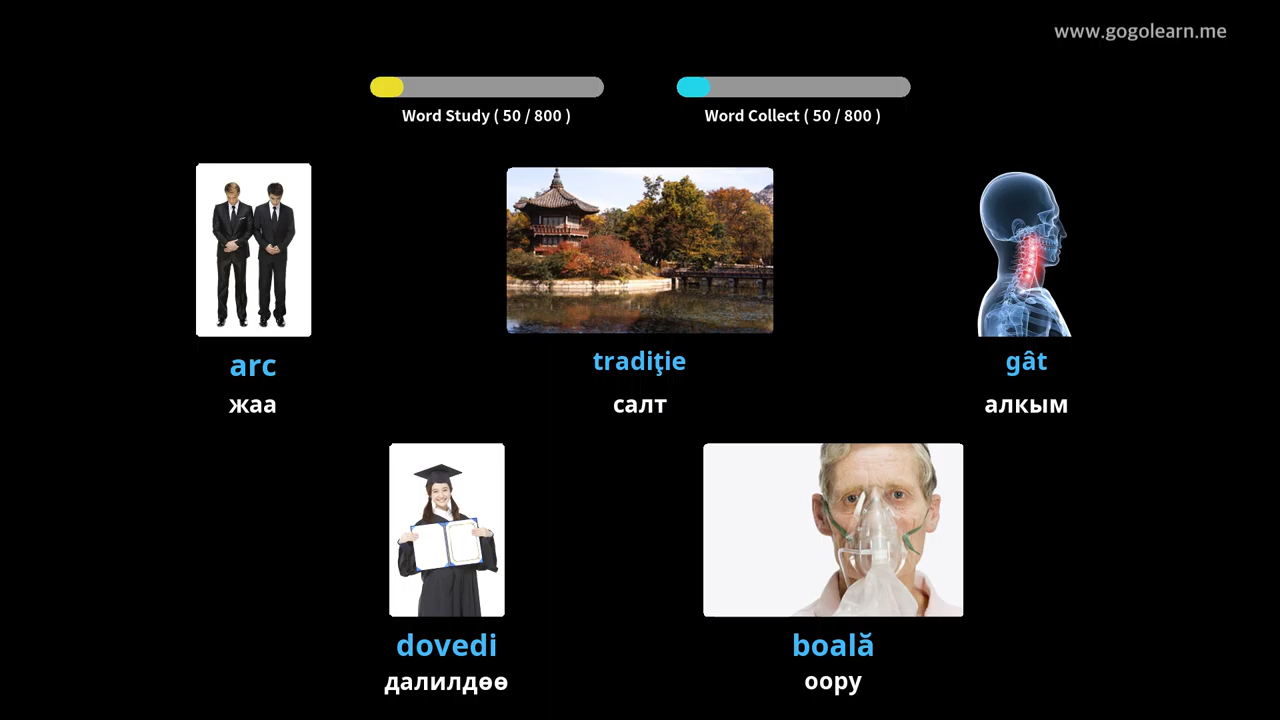 www.gogolearn.me
Word Study ( 50 / 800 )
Word Collect ( 50 / 800 )
arc
жаа
tradiţie
салт
gât
алкым
dovedi
далилдөө
boală
оору